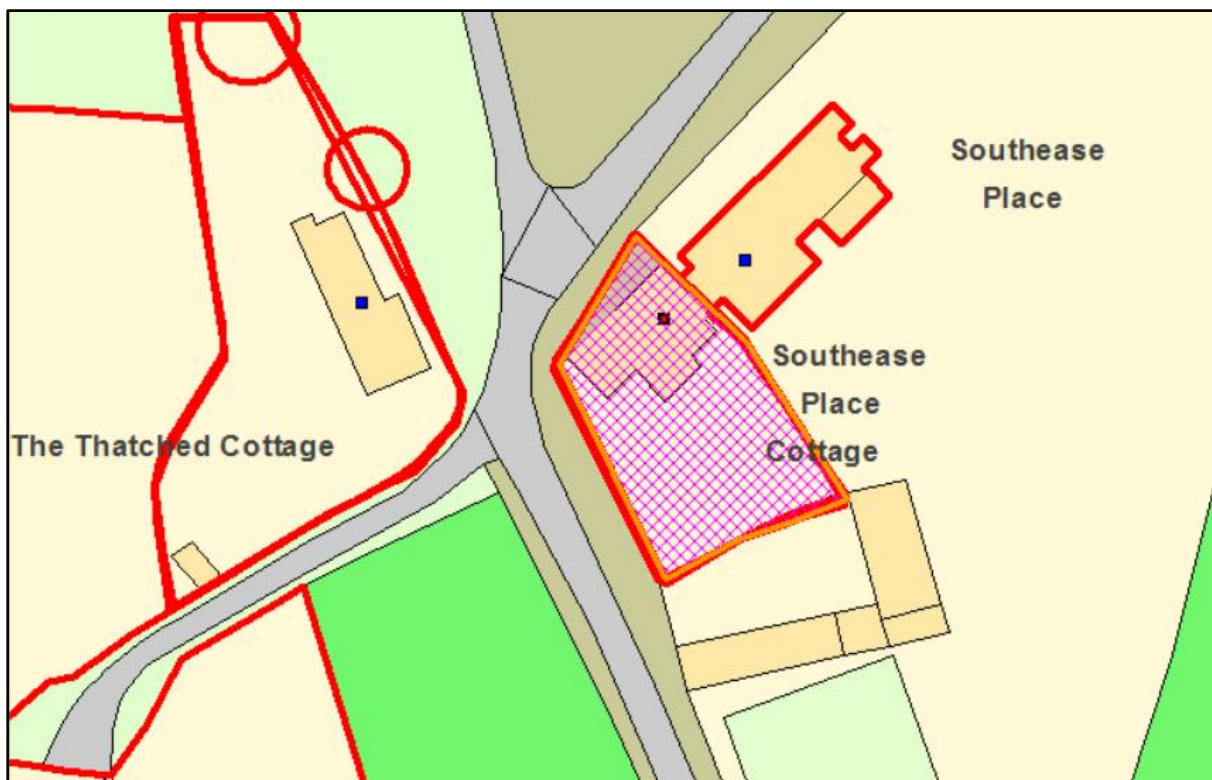 Southease
Place
Southease
Place
Cottage
The Thatched Cottage